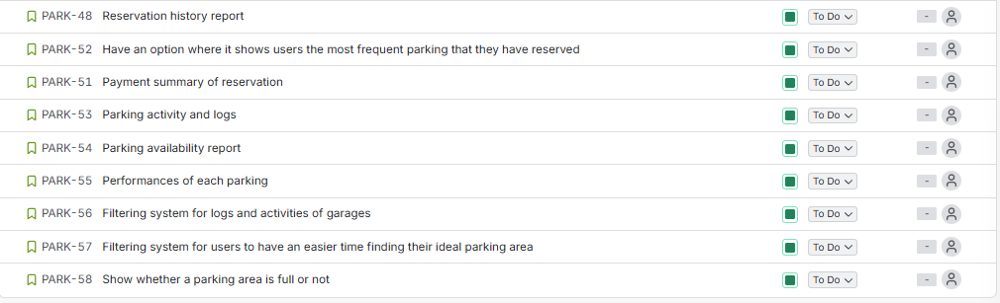 PARK-48 Reservation history report To Do -
PARK-52 Have an option where it shows users the most frequent parking that they have reserved To Do -
PARK-51 Payment summary of reservation To Do -
PARK-53 Parking activity and logs To Do -
PARK-54 Parking availability report To Do -
PARK-55 Performances of each parking To Do -
PARK-56 Filtering system for logs and activities of garages To Do -
PARK-57 Filtering system for users to have an easier time finding their ideal parking area To Do -
PARK-58 Show whether a parking area is full or not To Do -